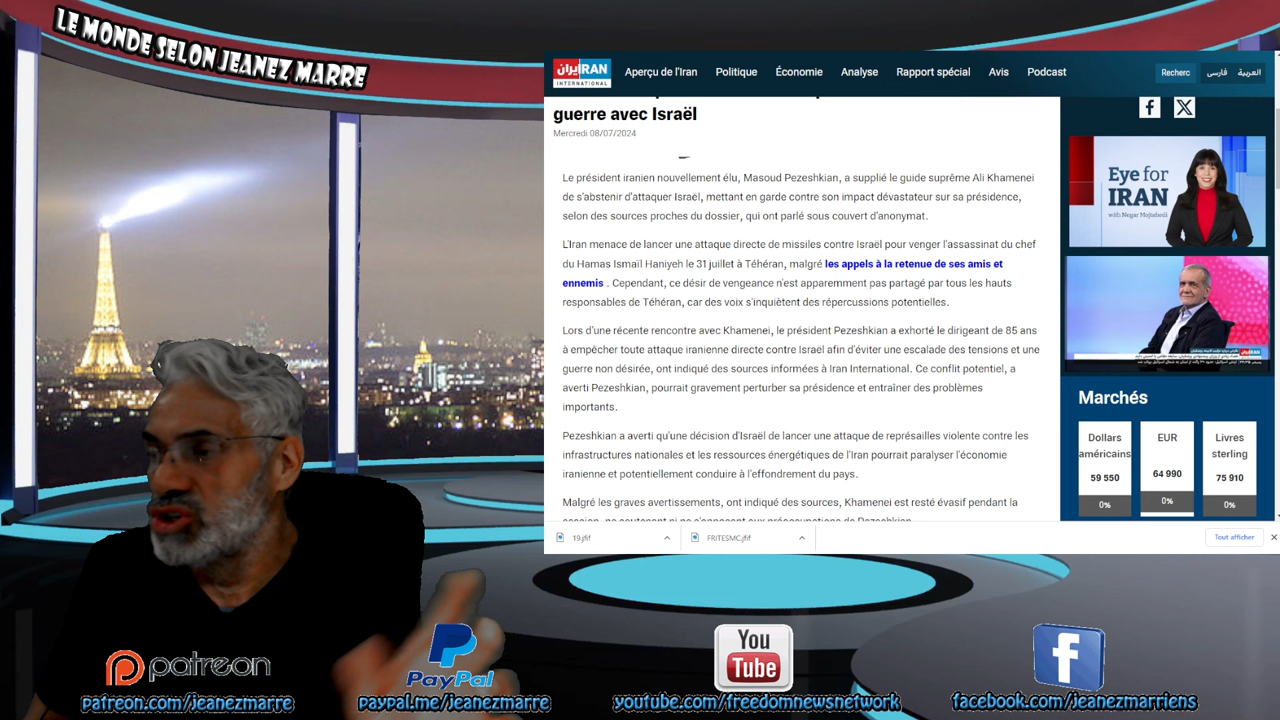 LE MONDE SELON JEANEZ MARRE
ایران IRAN
INTERNATIONAL
Aperçu de l'Iran Politique Économie Analyse Rapport spécial Avis Podcast Recherc فارسی العربية
guerre avec Israël
Mercredi 08/07/2024
Le président iranien nouvellement élu, Masoud Pezeshkian, a supplié le guide suprême Ali Khamenei
de s'abstenir d'attaquer Israël, mettant en garde contre son impact dévastateur sur sa présidence,
selon des sources proches du dossier, qui ont parlé sous couvert d'anonymat.
L'Iran menace de lancer une attaque directe de missiles contre Israël pour venger l'assassinat du chef
du Hamas Ismaïl Haniyeh le 31 juillet à Téhéran, malgré les appels à la retenue de ses amis et
ennemis . Cependant, ce désir de vengeance n'est apparemment pas partagé par tous les hauts
responsables de Téhéran, car des voix s'inquiètent des répercussions potentielles.
Lors d'une récente rencontre avec Khamenei, le président Pezeshkian a exhorté le dirigeant de 85 ans
à empêcher toute attaque iranienne directe contre Israël afin d'éviter une escalade des tensions et une
guerre non désirée, ont indiqué des sources informées à Iran International. Ce conflit potentiel, a
averti Pezeshkian, pourrait gravement perturber sa présidence et entraîner des problèmes
importants.
Pezeshkian a averti qu'une décision d'Israël de lancer une attaque de représailles violente contre les
infrastructures nationales et les ressources énergétiques de l'Iran pourrait paralyser l'économie
iranienne et potentiellement conduire à l'effondrement du pays.
Malgré les graves avertissements, ont indiqué des sources, Khamenei est resté évasif pendant la
Eye for
IRAN
with Negar Mojtahedi
Marchés
Dollars
américains
59 550
0%
EUR
64 990
0%
Livres
sterling
75 910
0%
19.jfif
FRITESMC.jfif
Tout afficher
patreon
PayPal
You
Tube
f
patreon.com/jeanezmarre
paypal.me/jeanezmarre
youtube.com/freedomnewsnetwork
facebook.com/jeanezmarriens